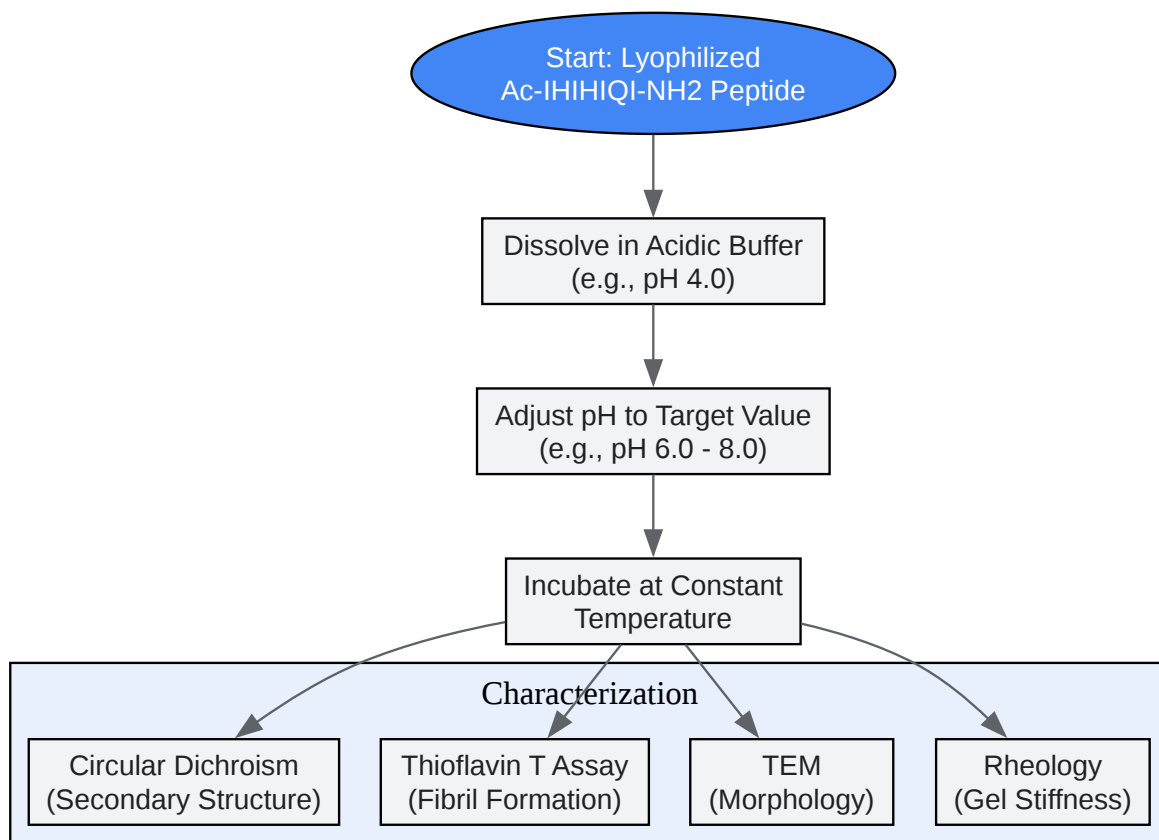 Start: Lyophilized
Ac-IHIHIQI-NH2 Peptide
Dissolve in Acidic Buffer
(e.g., pH 4.0)
Adjust pH to Target Value
(e.g., pH 6.0 - 8.0)
Incubate at Constant
Temperature
Characterization
Circular Dichroism
(Secondary Structure)
Thioflavin T Assay
(Fibril Formation)
TEM
(Morphology)
Rheology
(Gel Stiffness)